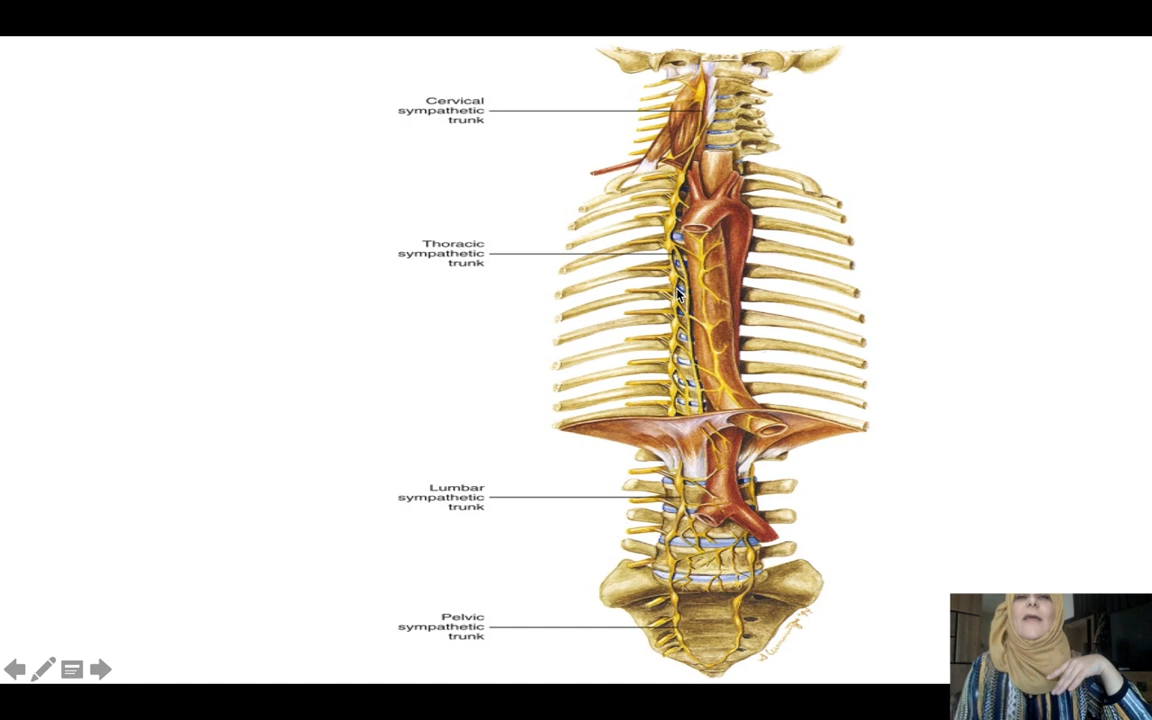 Cervical
sympathetic
trunk
Thoracic
sympathetic
trunk
Lumbar
sympathetic
trunk
Pelvic
sympathetic
trunk